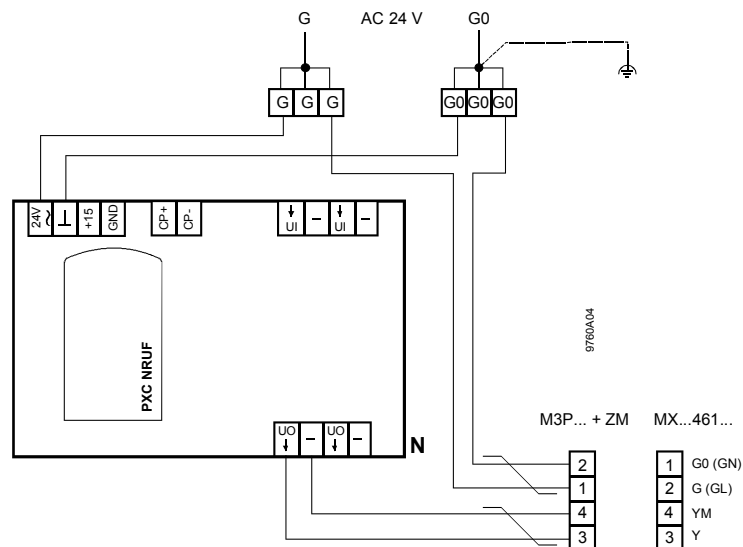 G AC 24 V G0
G G G G0 G0 G0
24V ~ ⊥ +15 GND CP+ CP- ↓ UI – ↓ UI –
PXC NRUF
9760A04
M3P... + ZM MX...461...
UO ↓ – UO ↓ – N
2 1 G0 (GN)
1 2 G (GL)
4 4 YM
3 3 Y